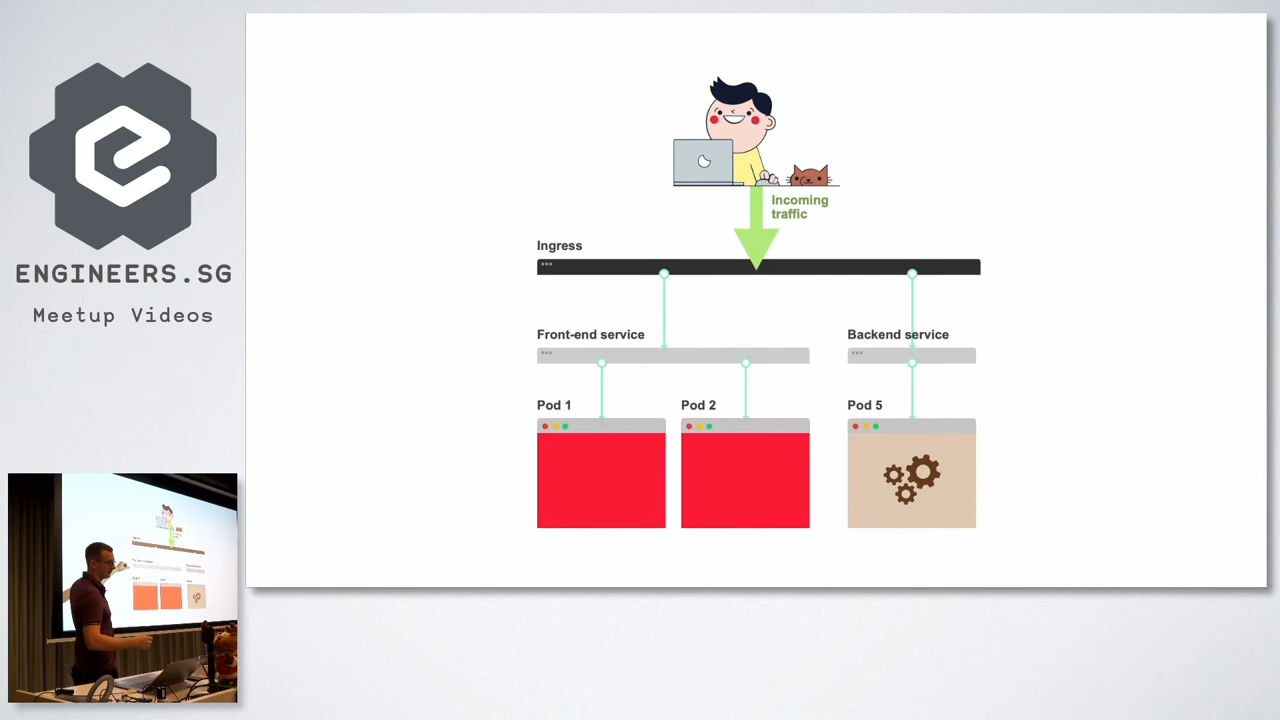 ENGINEERS.SG
Meetup Videos
Incoming
traffic
Ingress
Front-end service
Backend service
Pod 1
Pod 2
Pod 5